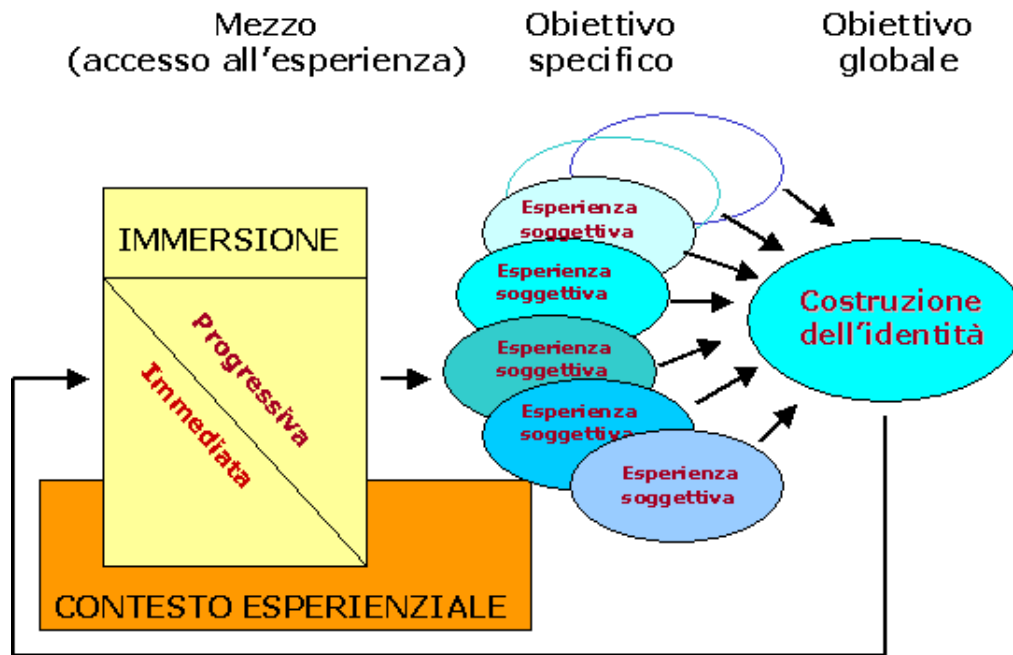 Mezzo
(accesso all'esperienza)
Obiettivo
specifico
Obiettivo
globale
IMMERSIONE
Progressiva
Immediata
CONTESTO ESPERIENZIALE
Esperienza
soggettiva
Esperienza
soggettiva
Esperienza
soggettiva
Esperienza
soggettiva
Esperienza
soggettiva
Costruzione
dell'identità